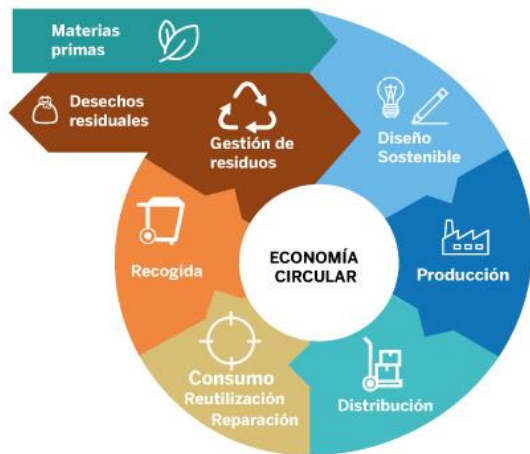 Materias
primas
Desechos
residuales
Gestión de
residuos
Diseño
Sostenible
Producción
Distribución
Consumo
Reutilización
Reparación
Recogida
ECONOMÍA
CIRCULAR